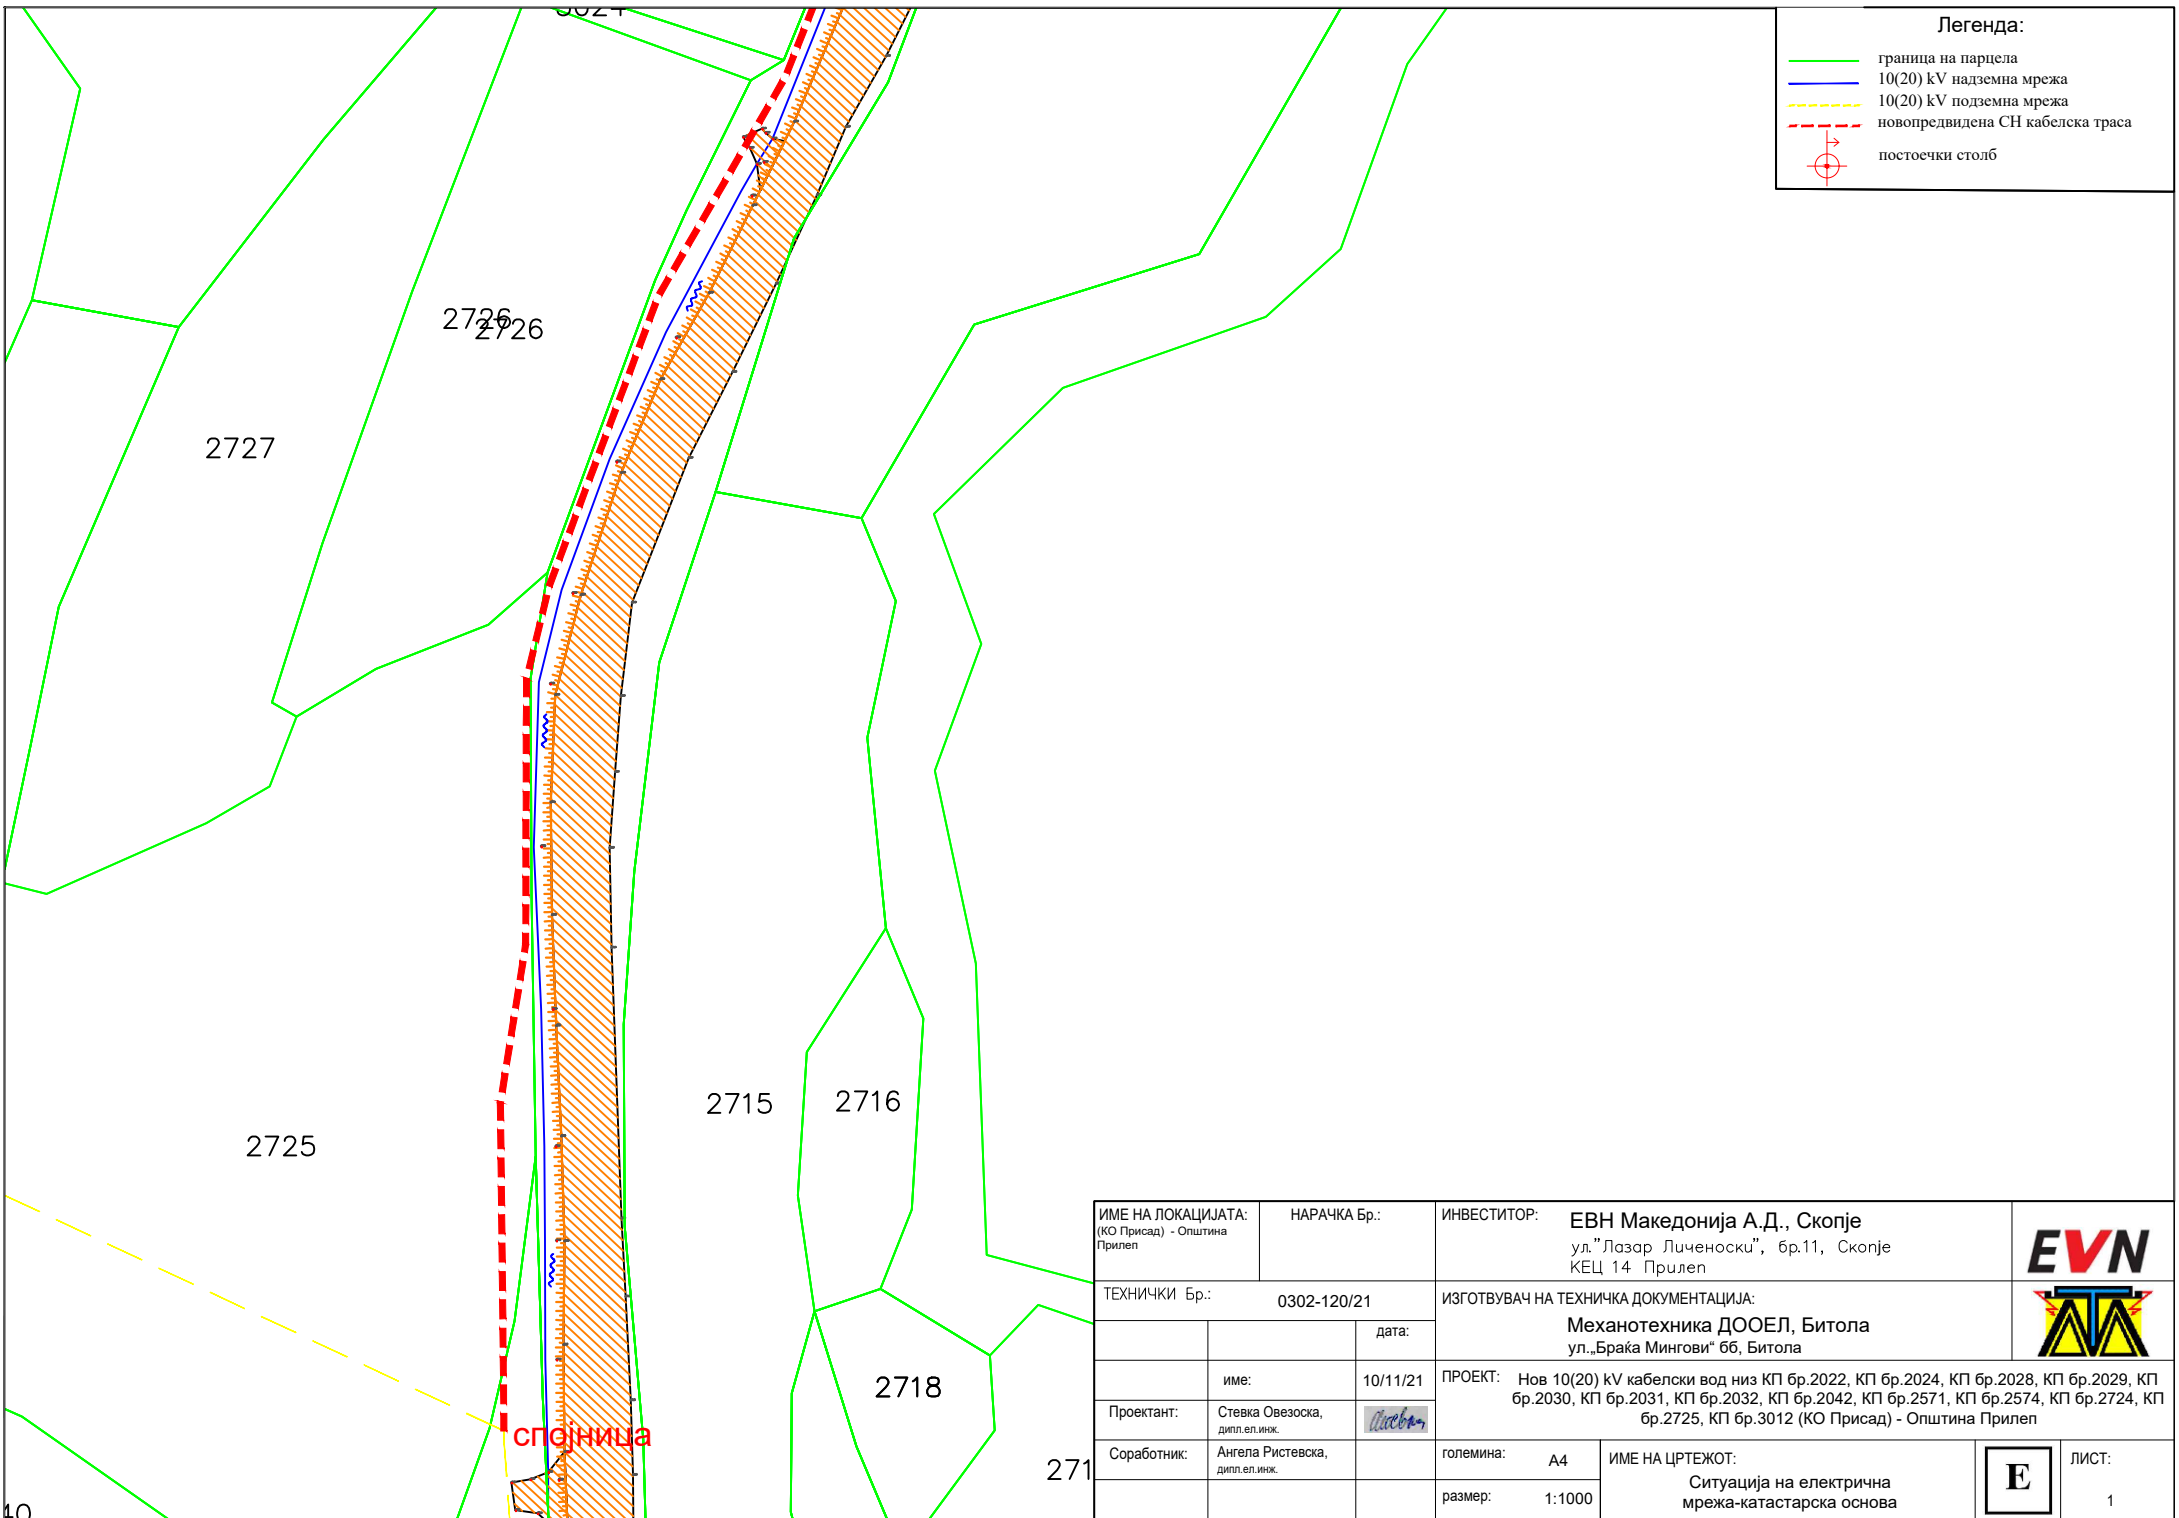 Легенда:
граница на парцела
10(20) kV надземна мрежа
10(20) kV подземна мрежа
новопредвидена СН кабелска траса
постоечки столб
2726
2726
2727
2715
2716
2725
2718
спојница
ИМЕ НА ЛОКАЦИЈАТА:
(КО Присад) - Општина
Прилеп
НАРАЧКА Бр.:
ИНВЕСТИТОР:
ЕВН Македонија А.Д., Скопје
ул."Лазар Личеноски", бр.11, Скопје
КЕЦ 14 Прилеп
EVN
ТЕХНИЧКИ Бр.:
0302-120/21
ИЗГОТВУВАЧ НА ТЕХНИЧКА ДОКУМЕНТАЦИЈА:
Механотехника ДООЕЛ, Битола
ул.„Браќа Мингови“ бб, Битола
дата:
име:
10/11/21
ПРОЕКТ:
Нов 10(20) kV кабелски вод низ КП бр.2022, КП бр.2024, КП бр.2028, КП бр.2029, КП
бр.2030, КП бр.2031, КП бр.2032, КП бр.2042, КП бр.2571, КП бр.2574, КП бр.2724, КП
бр.2725, КП бр.3012 (КО Присад) - Општина Прилеп
Проектант:
Стевка Овезоска,
дипл.ел.инж.
Соработник:
Ангела Ристевска,
дипл.ел.инж.
големина:
А4
размер:
1:1000
ИМЕ НА ЦРТЕЖОТ:
Ситуација на електрична
мрежа-катастарска основа
Е
ЛИСТ:
1
271